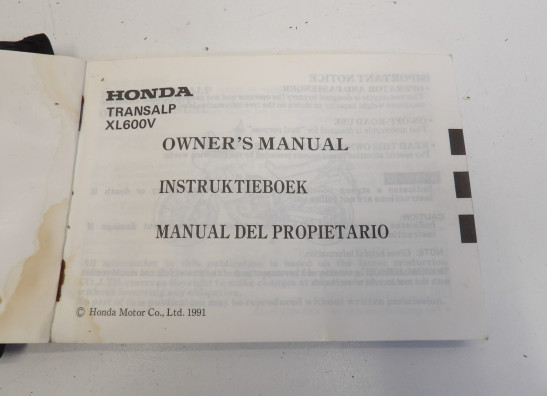 HONDA
TRANSALP
XL600V
OWNER'S MANUAL
INSTRUKTIEBOEK
MANUAL DEL PROPIETARIO
© Honda Motor Co., Ltd. 1991